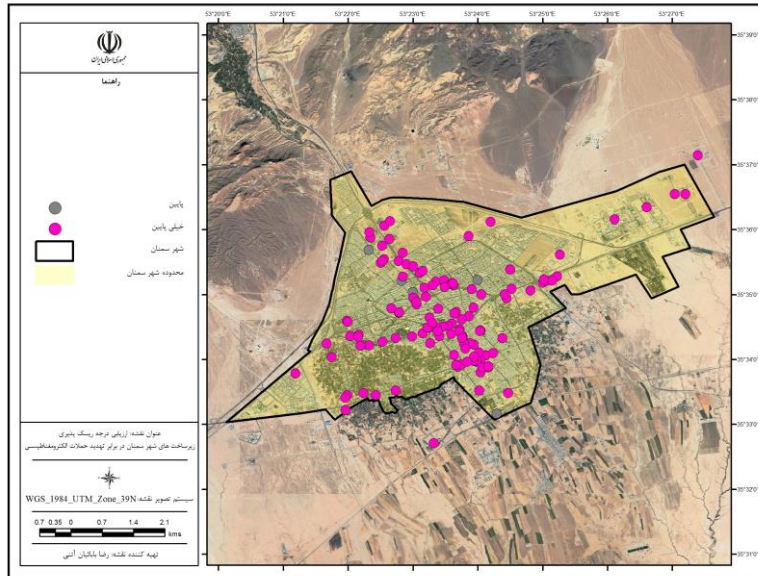 53°20'0"E 53°21'0"E 53°22'0"E 53°23'0"E 53°24'0"E 53°25'0"E 53°26'0"E 53°27'0"E
جمهوری اسلامی ایران
راهنما
پایین
خیلی پایین
شهر سمنان
محدوده شهر سمنان
عنوان نقشه: ارزیابی درجه ریسک پذیری
زیرساخت های شهر سمنان در برابر تهدید حملات الکترومغناطیسی
سیستم تصویر نقشه: WGS_1984_UTM_Zone_39N
0.7 0.35 0 0.7 1.4 2.1
kms
تهیه کننده نقشه: رضا بابائیان آتنی
35°39'0"
35°38'0"
35°37'0"
35°36'0"
35°35'0"
35°34'0"
35°33'0"
35°32'0"
35°31'0"